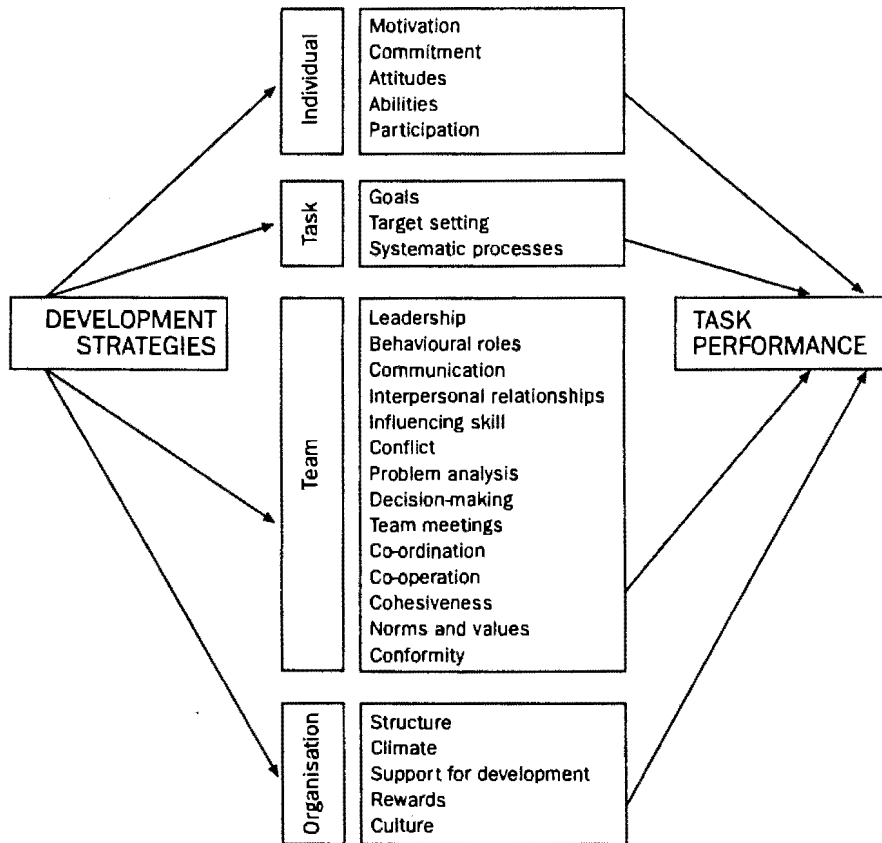 Individual
Motivation
Commitment
Attitudes
Abilities
Participation
Task
Goals
Target setting
Systematic processes
DEVELOPMENT
STRATEGIES
Team
Leadership
Behavioural roles
Communication
Interpersonal relationships
Influencing skill
Conflict
Problem analysis
Decision-making
Team meetings
Co-ordination
Co-operation
Cohesiveness
Norms and values
Conformity
TASK
PERFORMANCE
Organisation
Structure
Climate
Support for development
Rewards
Culture